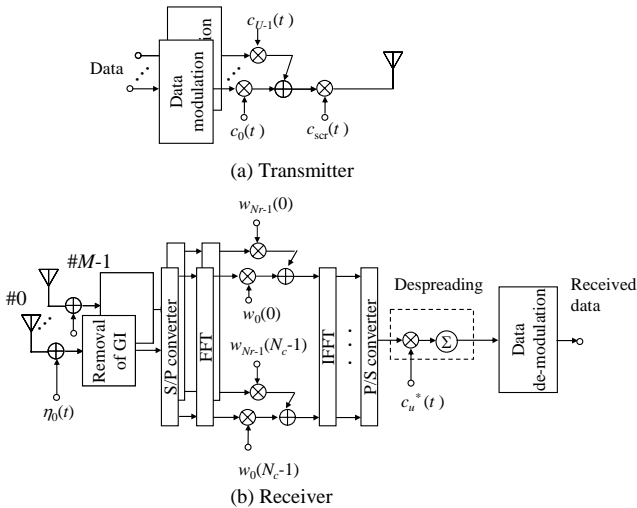 c_{U-1}(t)
ion
Data
Data
modulation
c_0(t)
c_{scr}(t)
(a) Transmitter
w_{Nr-1}(0)
#M-1
#0
Removal
of GI
S/P converter
FFT
w_0(0)
w_{Nr-1}(N_c-1)
w_0(N_c-1)
η_0(t)
IFFT
P/S converter
Despreading
Σ
c_u^*(t)
Data
de-modulation
Received
data
(b) Receiver